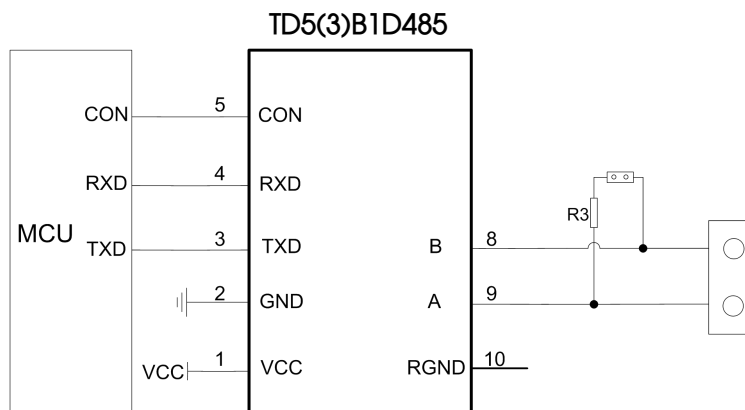 TD5(3)B1D485
CON 5 CON
RXD 4 RXD
R3
MCU TXD 3 TXD B 8
2 GND A 9
VCC 1 VCC RGND 10